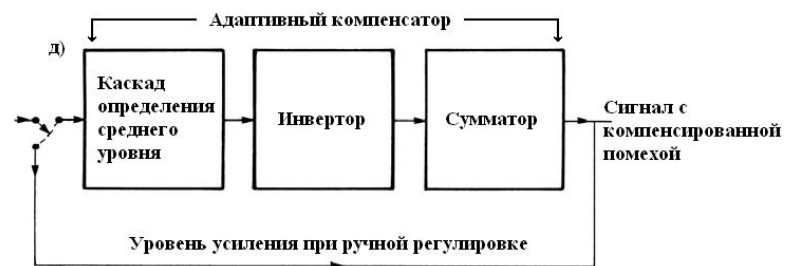 Адаптивный компенсатор
д)
Каскад
определения
среднего
уровня
Инвертор
Сумматор
Сигнал с
компенсированной
помехой
Уровень усиления при ручной регулировке